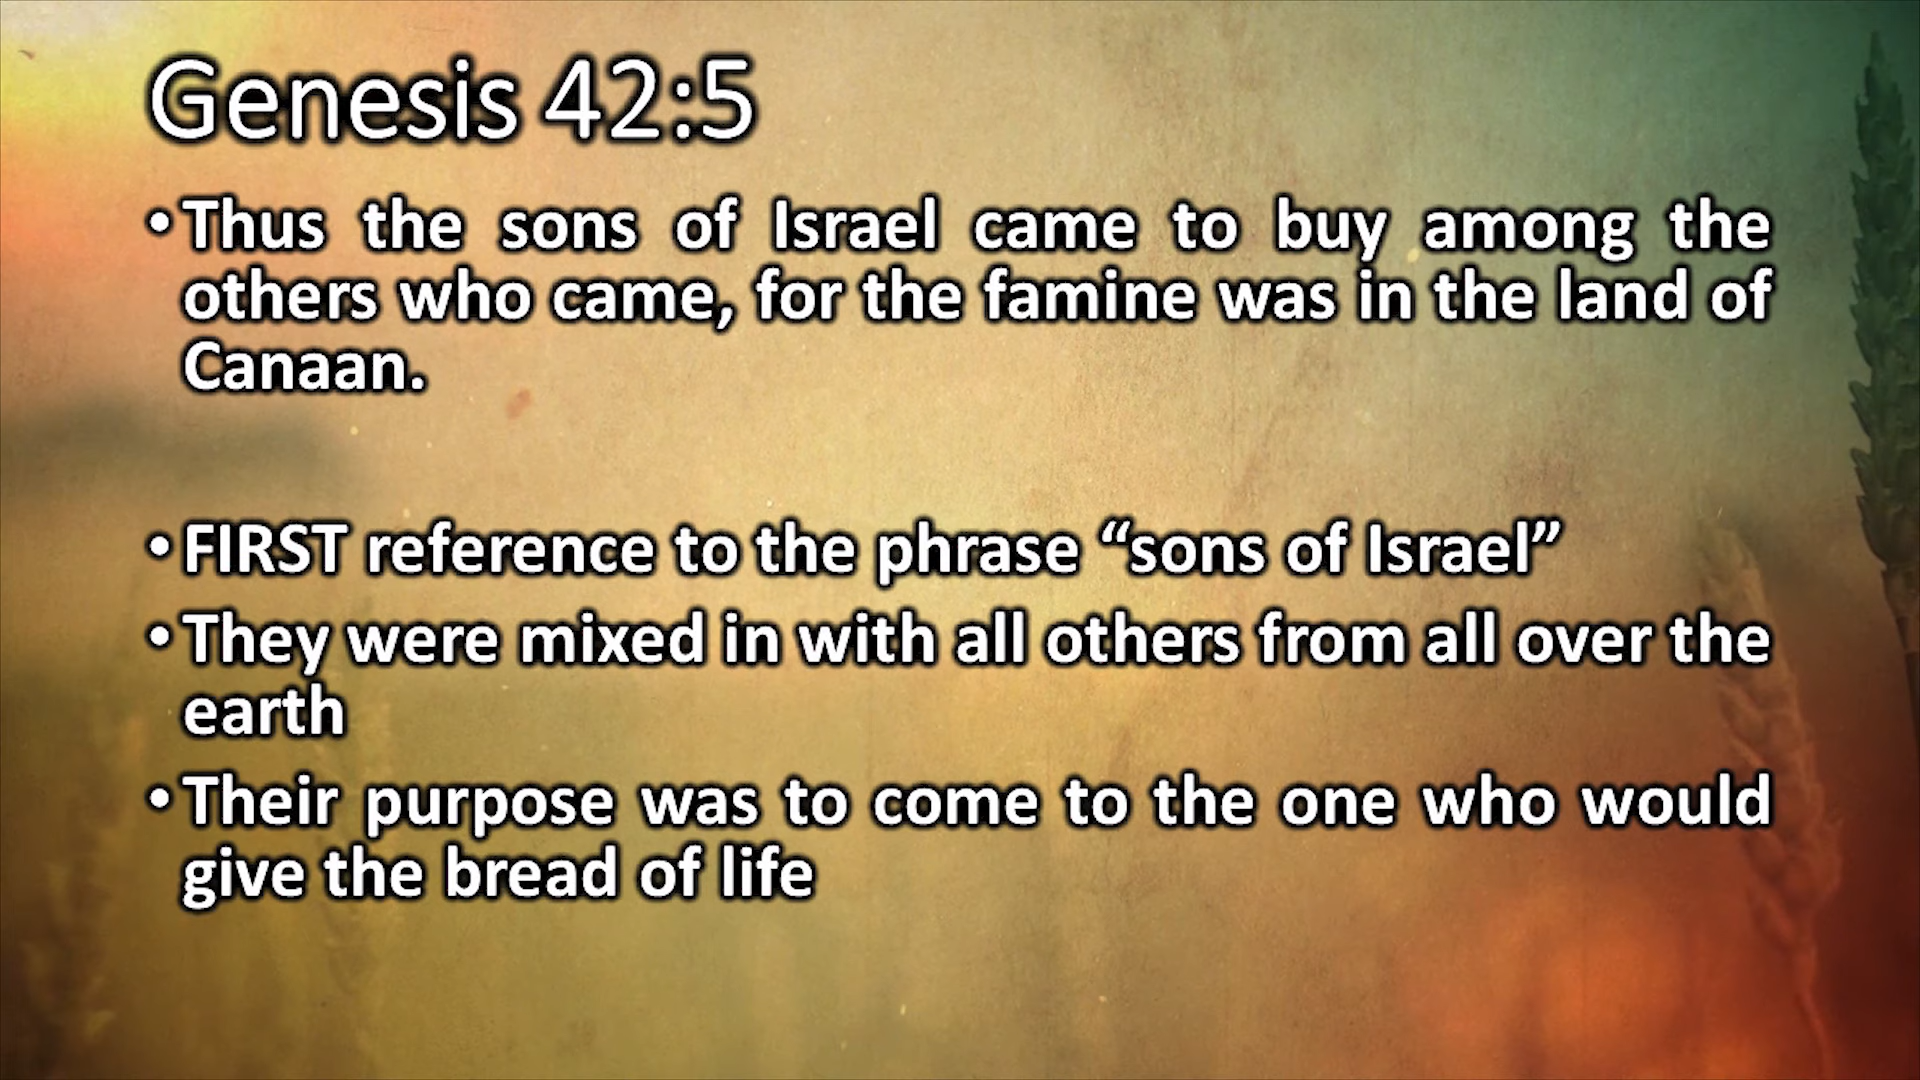 Genesis 42:5
• Thus the sons of Israel came to buy among the
others who came, for the famine was in the land of
Canaan.
• FIRST reference to the phrase “sons of Israel”
• They were mixed in with all others from all over the
earth
• Their purpose was to come to the one who would
give the bread of life